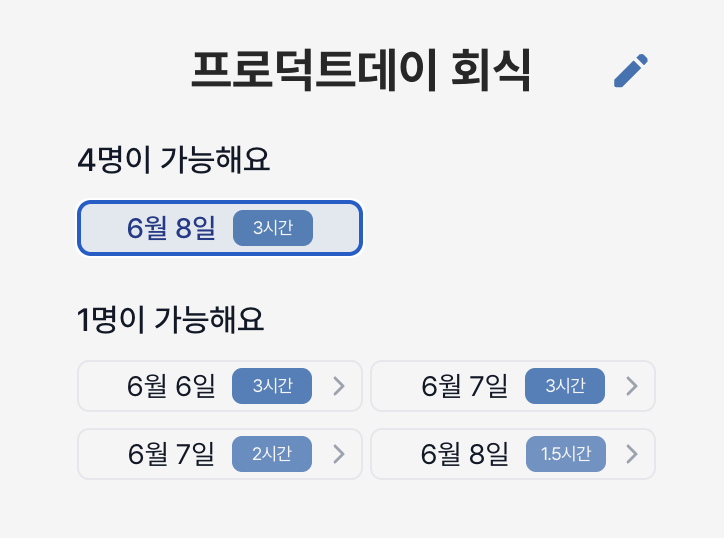 프로덕트데이 회식
4명이 가능해요
6월 8일 3시간
1명이 가능해요
6월 6일 3시간
6월 7일 3시간
6월 7일 2시간
6월 8일 1.5시간